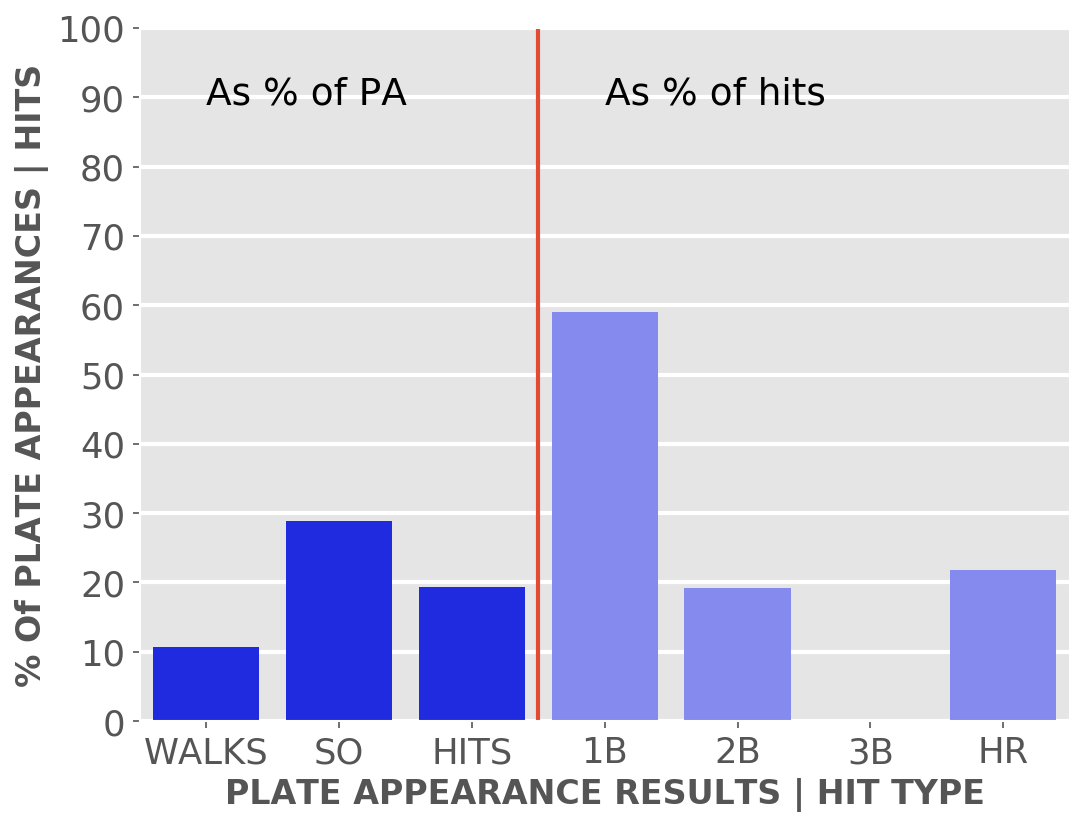 As % of PA
As % of hits
% Of PLATE APPEARANCES | HITS
100
90
80
70
60
50
40
30
20
10
0
WALKS SO HITS 1B 2B 3B HR
PLATE APPEARANCE RESULTS | HIT TYPE